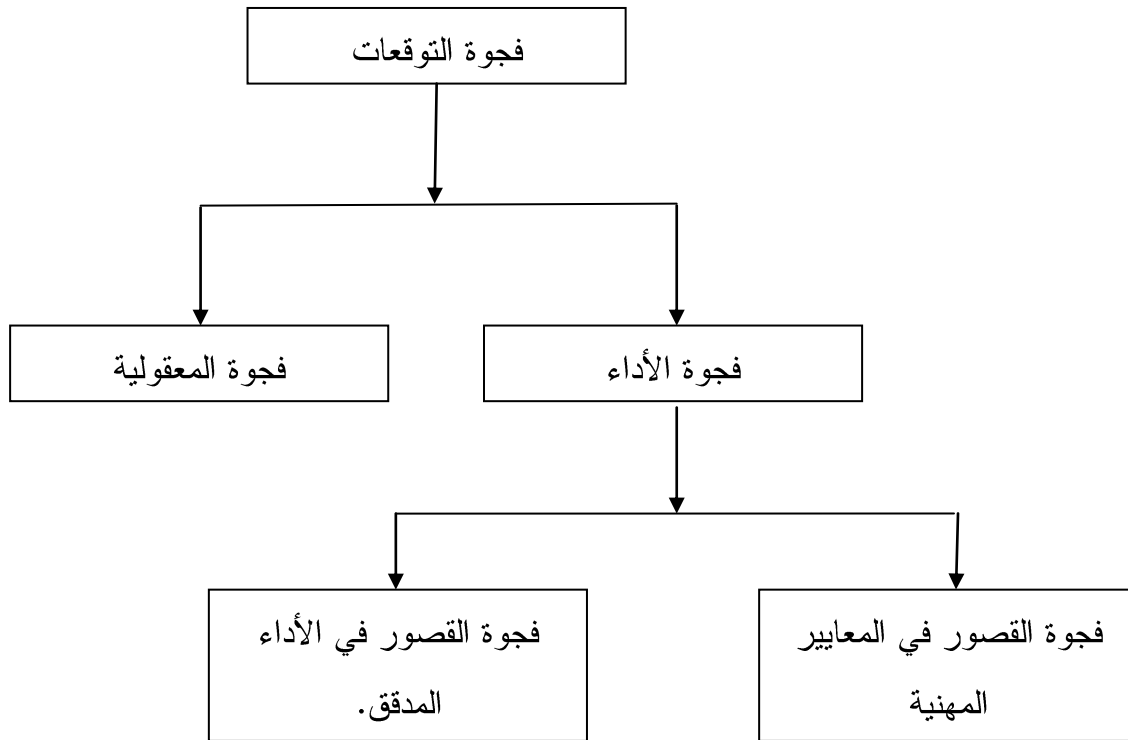 فجوة التوقعات
فجوة الأداء
فجوة المعقولية
فجوة القصور في المعايير
المهنية
فجوة القصور في الأداء
المدقق.